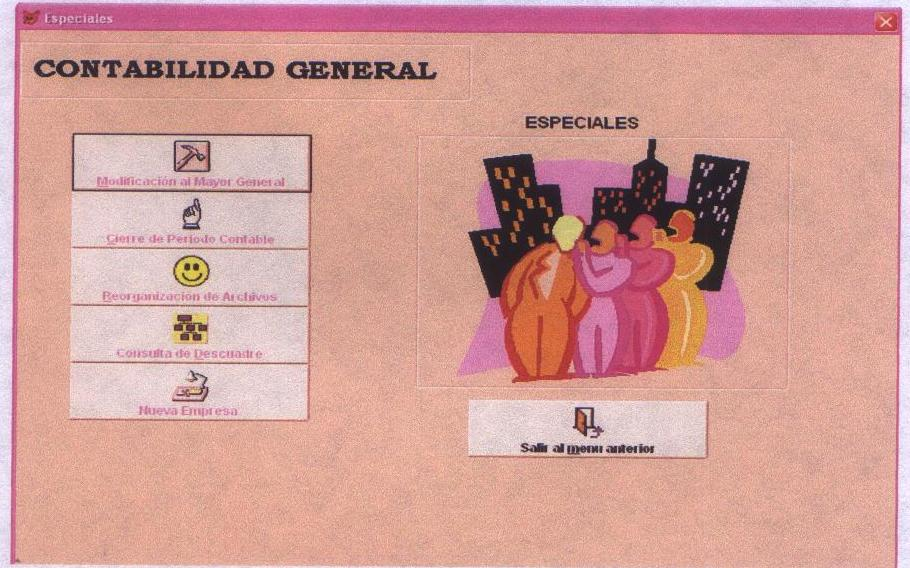 Especiales
CONTABILIDAD GENERAL
ESPECIALES
Modificación al Mayor General
Cierre de Período Contable
Reorganización de Archivos
Consulta de Descuadre
Nueva Empresa
Salir al menu anterior